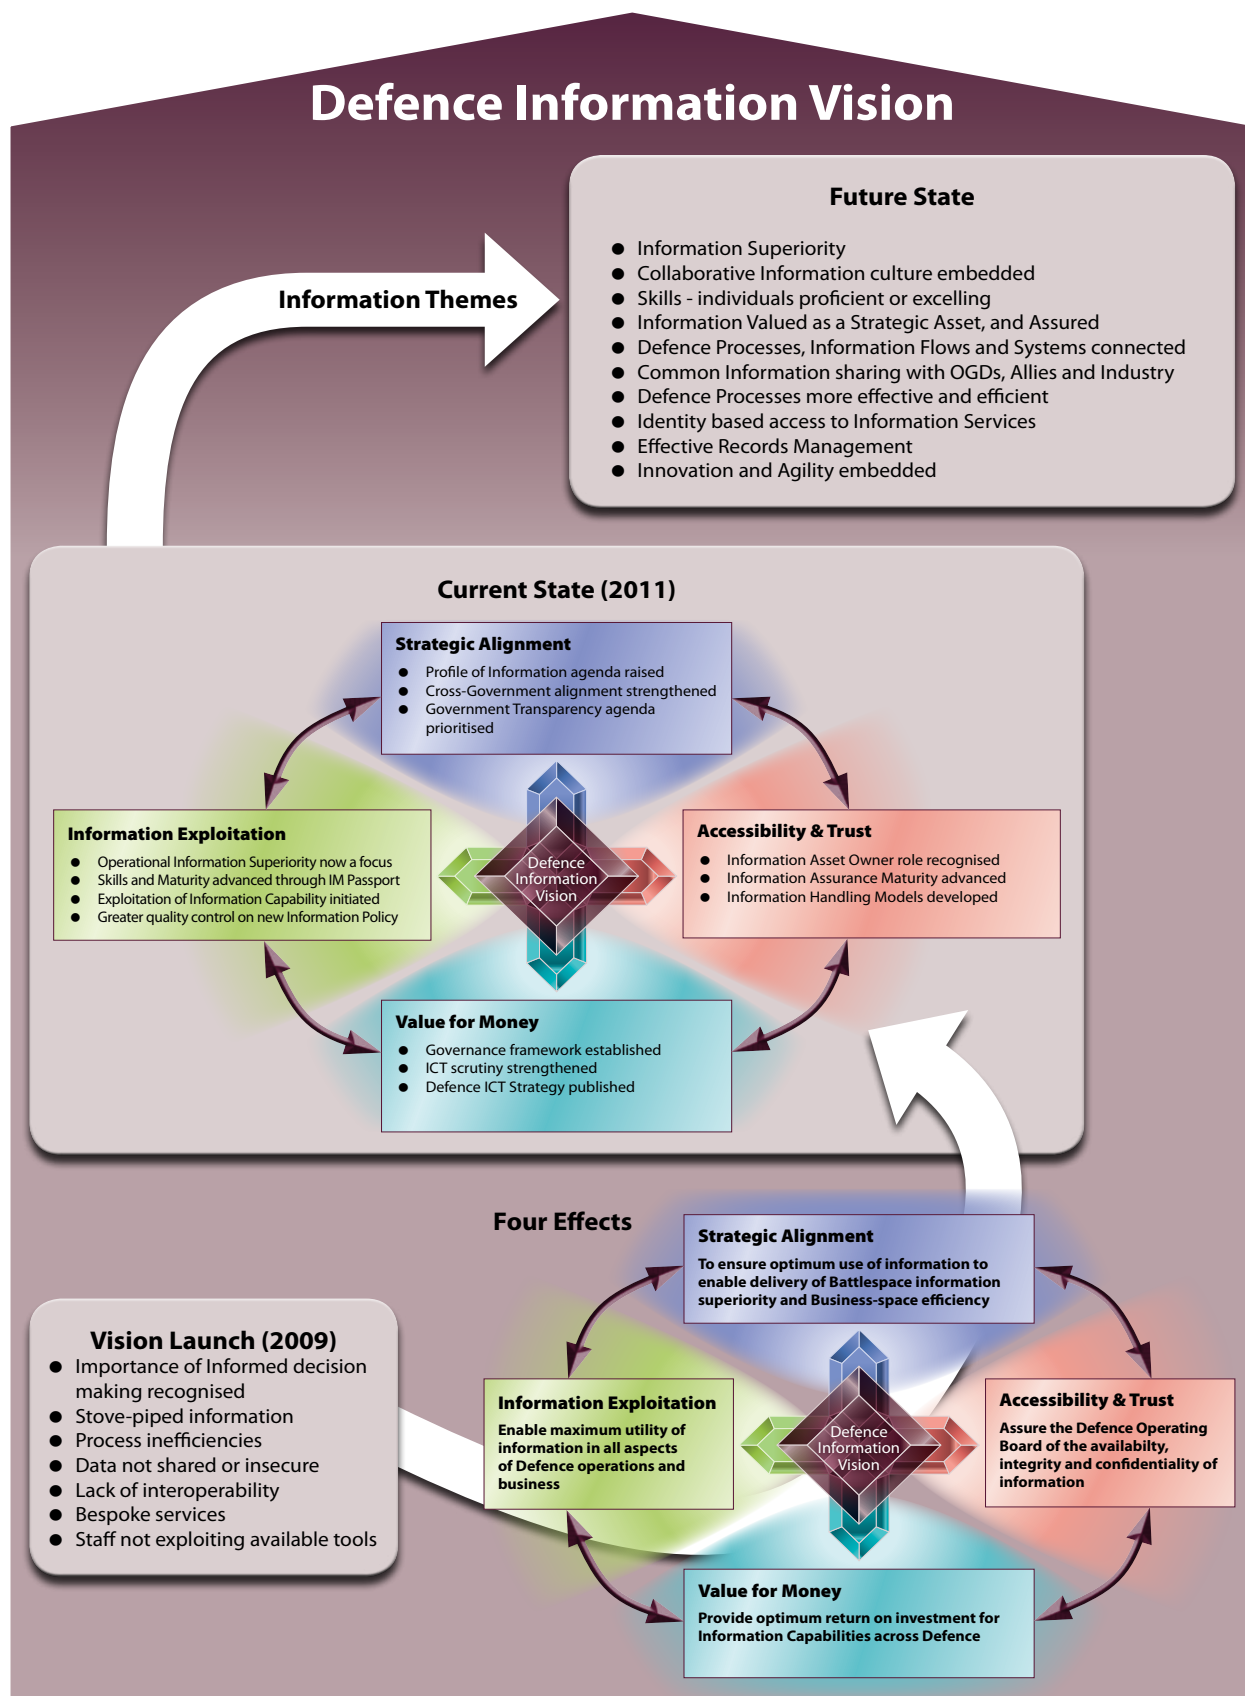 Defence Information Vision
Future State
● Information Superiority
● Collaborative Information culture embedded
● Skills - individuals proficient or excelling
● Information Valued as a Strategic Asset, and Assured
● Defence Processes, Information Flows and Systems connected
● Common Information sharing with OGDs, Allies and Industry
● Defence Processes more effective and efficient
● Identity based access to Information Services
● Effective Records Management
● Innovation and Agility embedded
Information Themes
Current State (2011)
Strategic Alignment
● Profile of Information agenda raised
● Cross-Government alignment strengthened
● Government Transparency agenda
prioritised
Information Exploitation
● Operational Information Superiority now a focus
● Skills and Maturity advanced through IM Passport
● Exploitation of Information Capability initiated
● Greater quality control on new Information Policy
Defence
Information
Vision
Accessibility & Trust
● Information Asset Owner role recognised
● Information Assurance Maturity advanced
● Information Handling Models developed
Value for Money
● Governance framework established
● ICT scrutiny strengthened
● Defence ICT Strategy published
Four Effects
Strategic Alignment
To ensure optimum use of information to
enable delivery of Battlespace information
superiority and Business-space efficiency
Vision Launch (2009)
● Importance of Informed decision
making recognised
● Stove-piped information
● Process inefficiencies
● Data not shared or insecure
● Lack of interoperability
● Bespoke services
● Staff not exploiting available tools
Information Exploitation
Enable maximum utility of
information in all aspects
of Defence operations and
business
Defence
Information
Vision
Accessibility & Trust
Assure the Defence Operating
Board of the availabilty,
integrity and confidentiality of
information
Value for Money
Provide optimum return on investment for
Information Capabilities across Defence